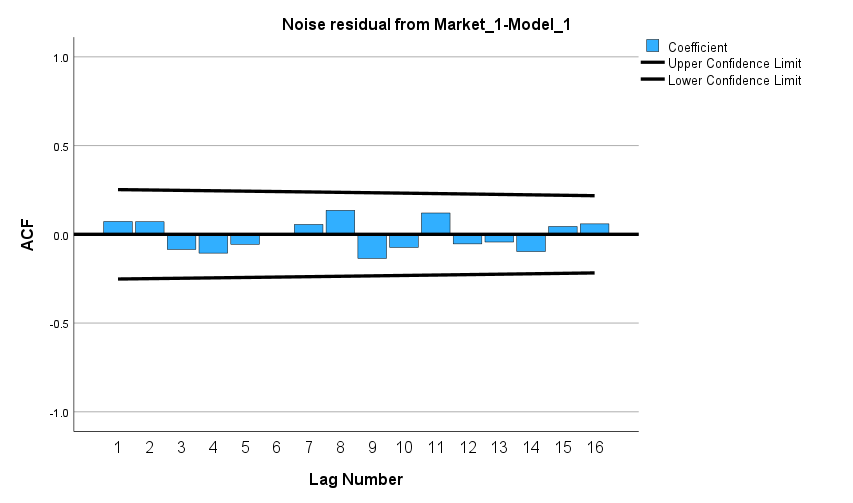 Noise residual from Market_1-Model_1
Coefficient
Upper Confidence Limit
Lower Confidence Limit
1.0
0.5
0.0
-0.5
-1.0
ACF
1 2 3 4 5 6 7 8 9 10 11 12 13 14 15 16
Lag Number